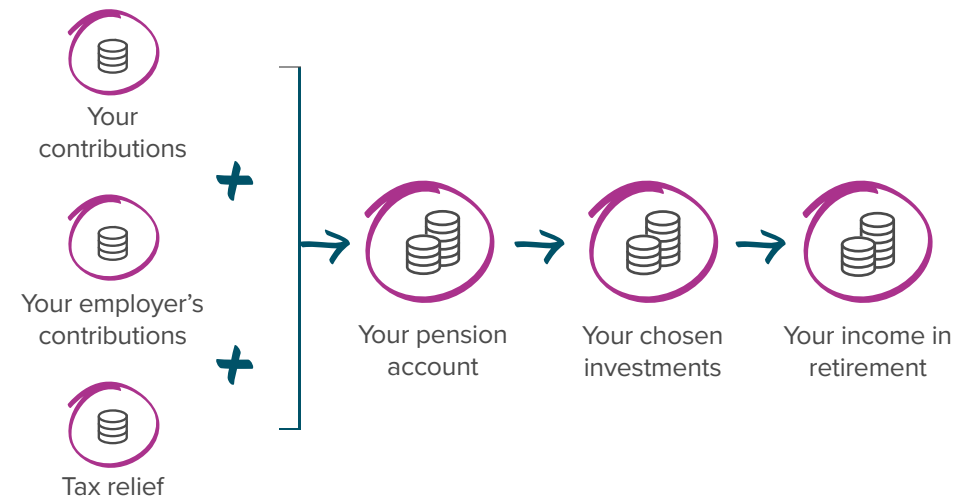 Your
contributions
Your employer’s
contributions
Tax relief
Your pension
account
Your chosen
investments
Your income in
retirement